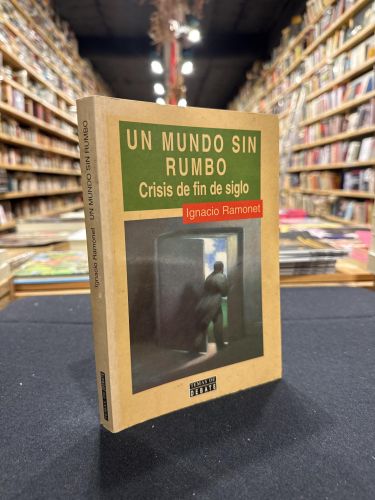 UN MUNDO SIN
RUMBO
Crisis de fin de siglo
Ignacio Ramonet
TEMAS DE
DEBATE
Ignacio Ramonet UN MUNDO SIN RUMBO